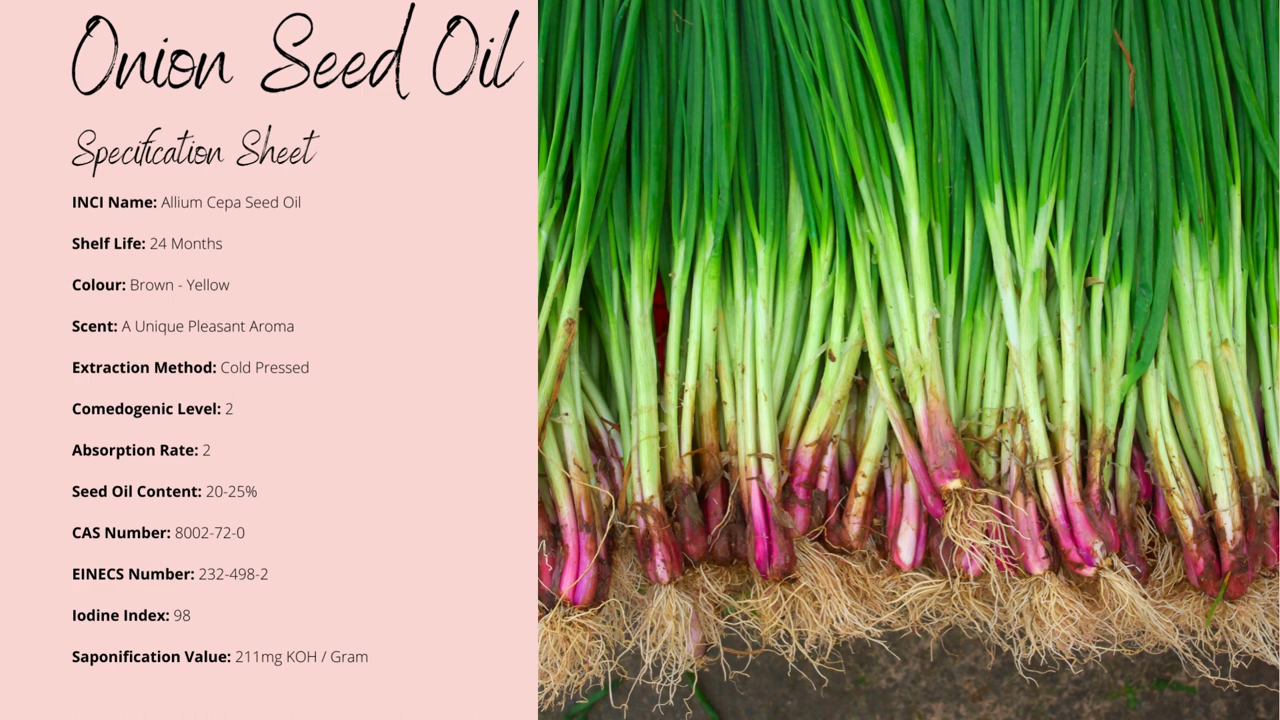 Onion Seed Oil
Specification Sheet
INCI Name: Allium Cepa Seed Oil
Shelf Life: 24 Months
Colour: Brown - Yellow
Scent: A Unique Pleasant Aroma
Extraction Method: Cold Pressed
Comedogenic Level: 2
Absorption Rate: 2
Seed Oil Content: 20-25%
CAS Number: 8002-72-0
EINECS Number: 232-498-2
Iodine Index: 98
Saponification Value: 211mg KOH / Gram